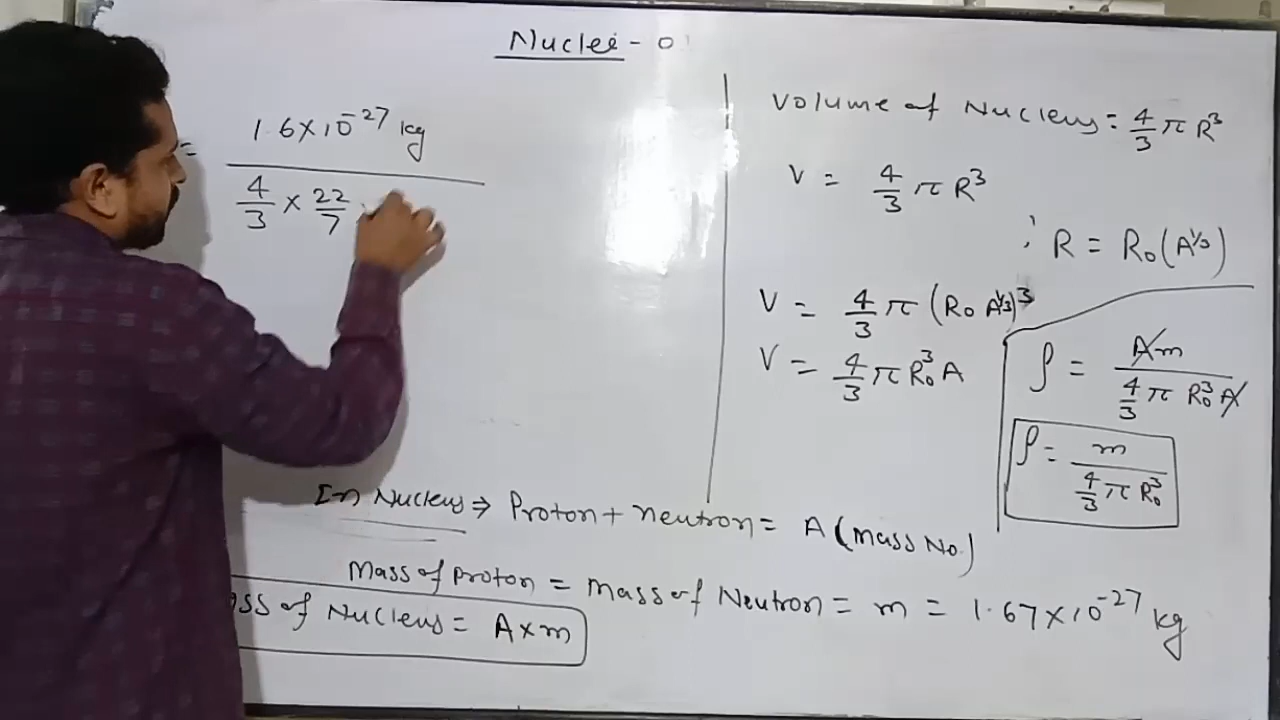 Nuclei - 0
= 1.6×10⁻²⁷ kg / (4/3 × 22/7
Volume of Nucleus = 4/3 π R³
V = 4/3 π R³
∴ R = R₀(A^1/3)
V = 4/3 π (R₀ A^1/3)³
V = 4/3 π R₀³ A
ρ = Am / (4/3 π R₀³ A)
ρ = m / (4/3 π R₀³)
In Nucleus ⇒ Proton + neutron = A (Mass No.)
Mass of Proton = Mass of Neutron = m = 1.67×10⁻²⁷ kg
of Nucleus = A×m